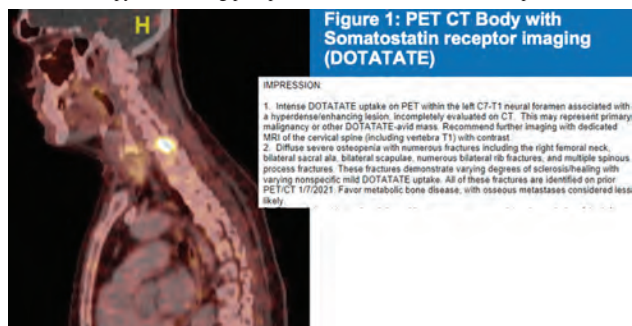 H
Figure 1: PET CT Body with
Somatostatin receptor imaging
(DOTATATE)
IMPRESSION:
1. Intense DOTATATE uptake on PET within the left C7-T1 neural foramen associated with
a hyperdense/enhancing lesion, incompletely evaluated on CT. This may represent primary
malignancy or other DOTATATE-avid mass. Recommend further imaging with dedicated
MRI of the cervical spine (including vertebra T1) with contrast.
2. Diffuse severe osteopenia with numerous fractures including the right femoral neck,
bilateral sacral ala, bilateral scapulae, numerous bilateral rib fractures, and multiple spinous
process fractures. These fractures demonstrate varying degrees of sclerosis/healing with
varying nonspecific mild DOTATATE uptake. All of these fractures are identified on prior
PET/CT 1/7/2021. Favor metabolic bone disease, with osseous metastases considered less
likely.